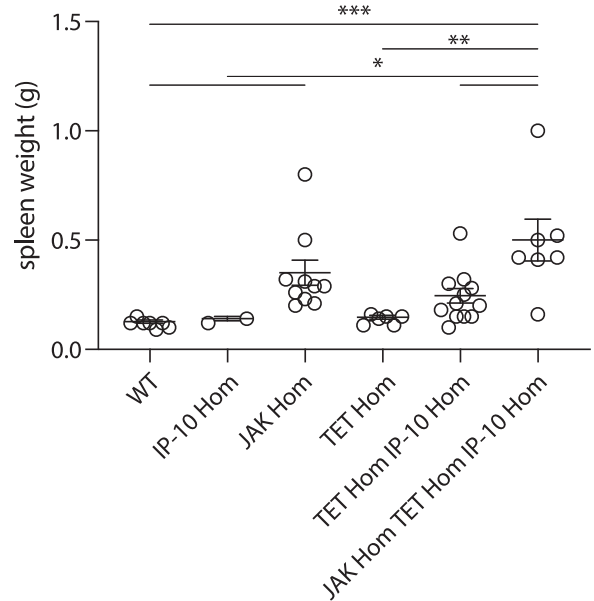 ***
**
*
1.5
1.0
0.5
0.0
spleen weight (g)
WT
IP-10 Hom
JAK Hom
TET Hom
TET Hom IP-10 Hom
JAK Hom TET Hom IP-10 Hom